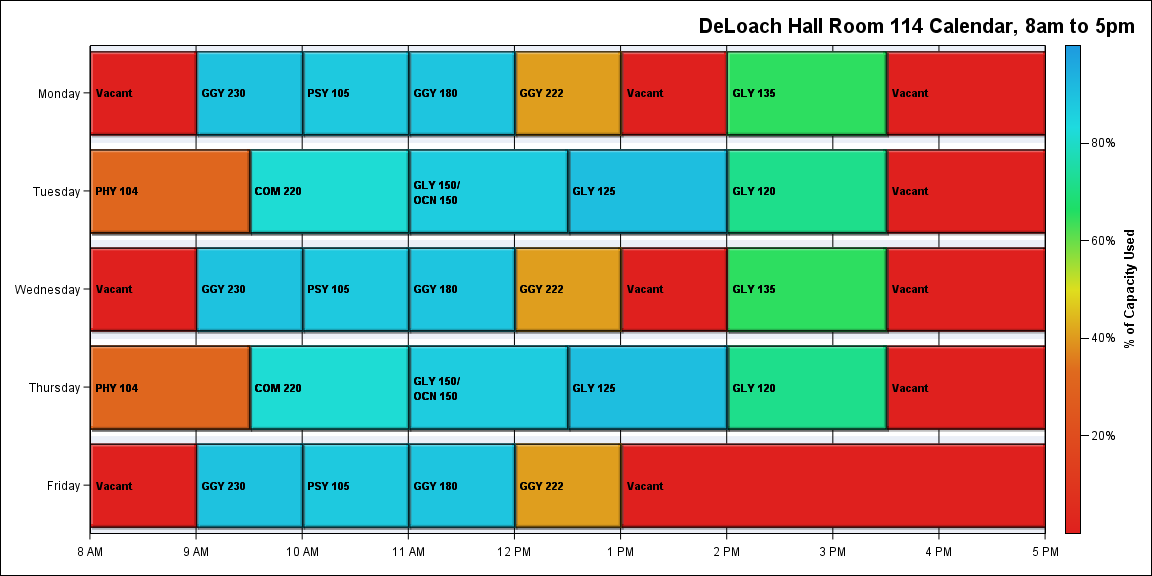 DeLoach Hall Room 114 Calendar, 8am to 5pm
Monday
Vacant
GGY 230
PSY 105
GGY 180
GGY 222
Vacant
GLY 135
Vacant
Tuesday
PHY 104
COM 220
GLY 150/
OCN 150
GLY 125
GLY 120
Vacant
Wednesday
Vacant
GGY 230
PSY 105
GGY 180
GGY 222
Vacant
GLY 135
Vacant
Thursday
PHY 104
COM 220
GLY 150/
OCN 150
GLY 125
GLY 120
Vacant
Friday
Vacant
GGY 230
PSY 105
GGY 180
GGY 222
Vacant
8 AM
9 AM
10 AM
11 AM
12 PM
1 PM
2 PM
3 PM
4 PM
5 PM
80%
60%
40%
20%
% of Capacity Used